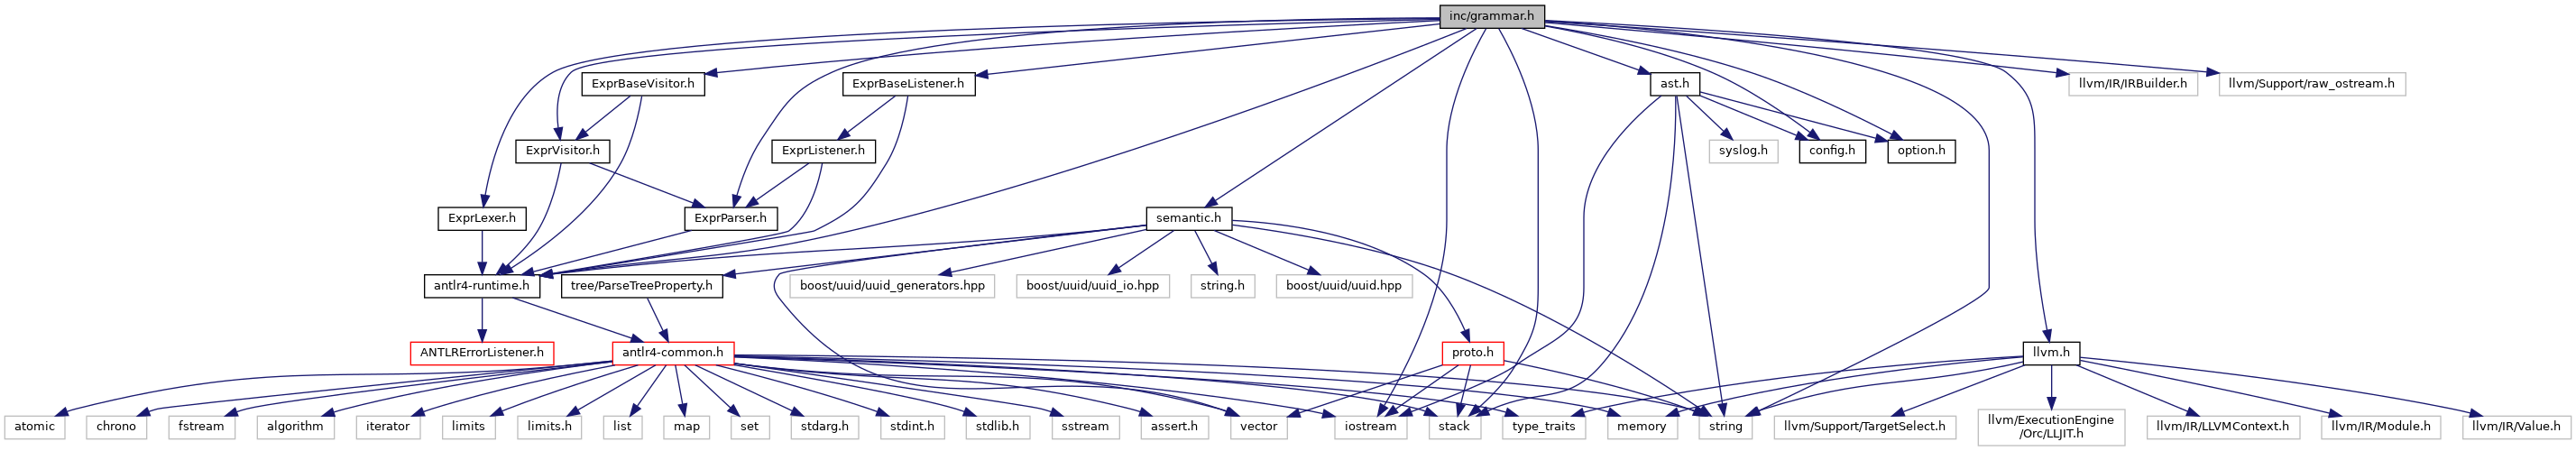 inc/grammar.h
ExprBaseVisitor.h
ExprBaseListener.h
ast.h
llvm/IR/IRBuilder.h
llvm/Support/raw_ostream.h
ExprVisitor.h
ExprListener.h
syslog.h
config.h
option.h
ExprLexer.h
ExprParser.h
semantic.h
antlr4-runtime.h
tree/ParseTreeProperty.h
boost/uuid/uuid_generators.hpp
boost/uuid/uuid_io.hpp
string.h
boost/uuid/uuid.hpp
ANTLRErrorListener.h
antlr4-common.h
proto.h
llvm.h
atomic
chrono
fstream
algorithm
iterator
limits
limits.h
list
map
set
stdarg.h
stdint.h
stdlib.h
sstream
assert.h
vector
iostream
stack
type_traits
memory
string
llvm/Support/TargetSelect.h
llvm/ExecutionEngine
/Orc/LLJIT.h
llvm/IR/LLVMContext.h
llvm/IR/Module.h
llvm/IR/Value.h